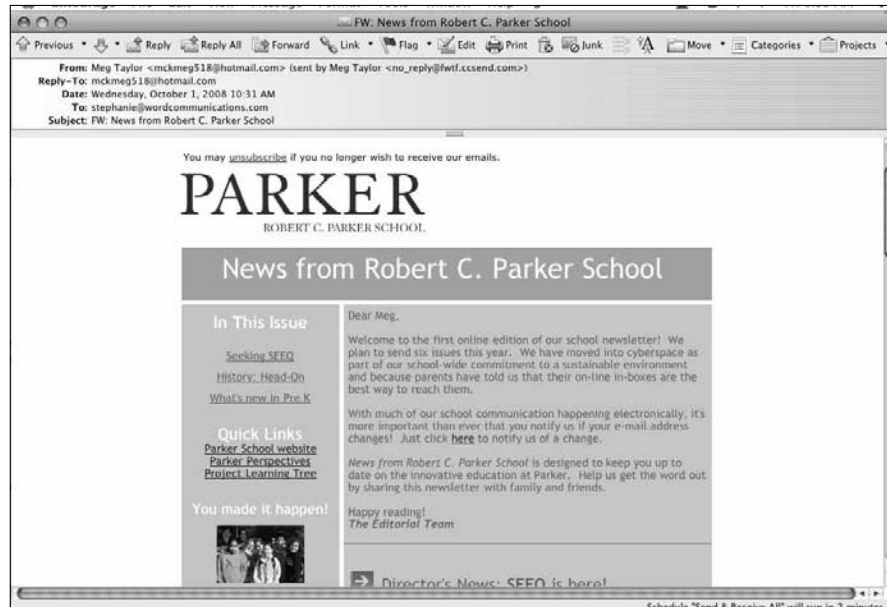 FW: News from Robert C. Parker School
Previous Reply Reply All Forward Link Flag Edit Print Junk Move Categories Projects
From: Meg Taylor <mckmeg518@hotmail.com> (sent by Meg Taylor <no_reply@fwtf.ccsend.com>)
Reply-To: mckmeg518@hotmail.com
Date: Wednesday, October 1, 2008 10:31 AM
To: stephanie@wordcommunications.com
Subject: FW: News from Robert C. Parker School
You may unsubscribe if you no longer wish to receive our emails.
PARKER
ROBERT C. PARKER SCHOOL
News from Robert C. Parker School
In This Issue
Seeking SEEQ
History: Head-On
What's new in Pre K
Quick Links
Parker School website
Parker Perspectives
Project Learning Tree
You made it happen!
Dear Meg,
Welcome to the first online edition of our school newsletter! We
plan to send six issues this year. We have moved into cyberspace as
part of our school-wide commitment to a sustainable environment
and because parents have told us that their on-line in-boxes are the
best way to reach them.
With much of our school communication happening electronically, it's
more important than ever that you notify us if your e-mail address
changes! Just click here to notify us of a change.
News from Robert C. Parker School is designed to keep you up to
date on the innovative education at Parker. Help us get the word out
by sharing this newsletter with family and friends.
Happy reading!
The Editorial Team
Director's News: SEEQ is here!
Schedule "Send & Receive All" will run in 2 minutes